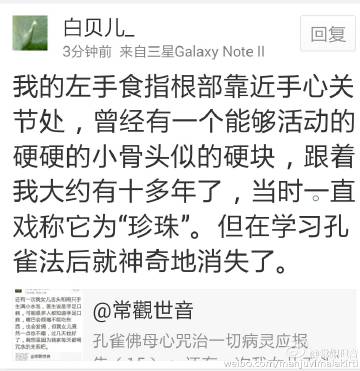 白贝儿_
回复
3分钟前 来自三星Galaxy Note II
我的左手食指根部靠近手心关
节处，曾经有一个能够活动的
硬硬的小骨头似的硬块，跟着
我大约有十多年了，当时一直
戏称它为“珍珠”。但在学习孔
雀法后就神奇地消失了。
@常觀世音
孔雀佛母心咒治一切病灵应报
weibo.com/manjuvimalakirti